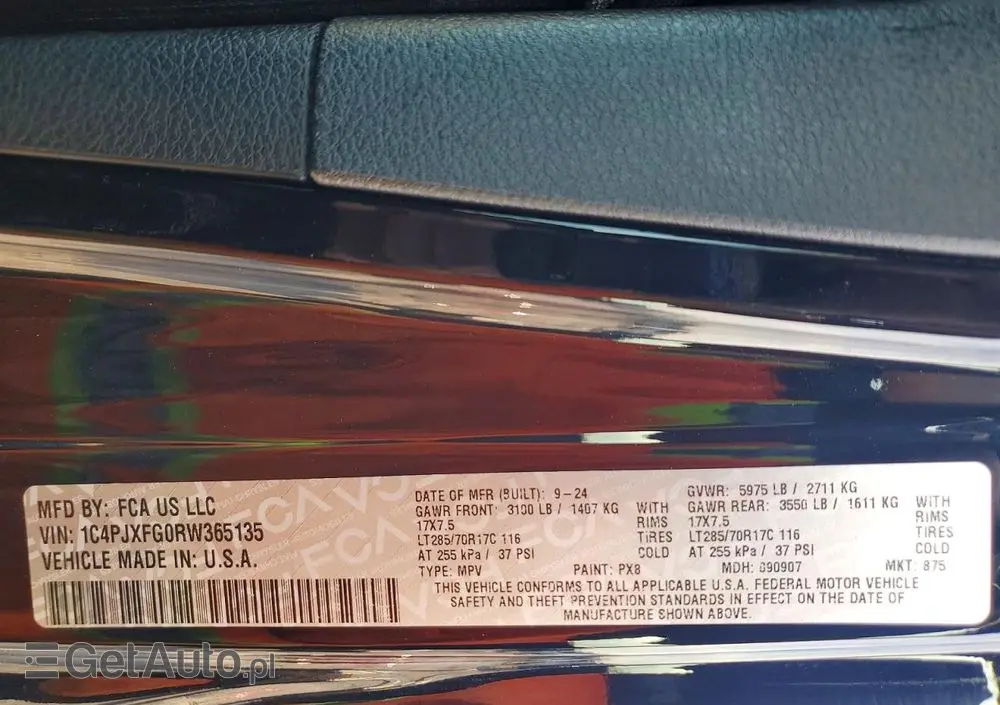 MFD BY: FCA US LLC
VIN: 1C4PJXFG0RW365135
VEHICLE MADE IN: U.S.A.
DATE OF MFR (BUILT): 9-24
GAWR FRONT: 3100 LB / 1407 KG WITH
17X7.5 RIMS
LT285/70R17C 116 TIRES
AT 255 kPa / 37 PSI COLD
GVWR: 5975 LB / 2711 KG
GAWR REAR: 3550 LB / 1611 KG WITH
17X7.5 RIMS
LT285/70R17C 116 TIRES
AT 255 kPa / 37 PSI COLD
TYPE: MPV PAINT: PX8 MDH: 090907 MKT: 875
THIS VEHICLE CONFORMS TO ALL APPLICABLE U.S.A. FEDERAL MOTOR VEHICLE
SAFETY AND THEFT PREVENTION STANDARDS IN EFFECT ON THE DATE OF
MANUFACTURE SHOWN ABOVE.
GetAuto.pl